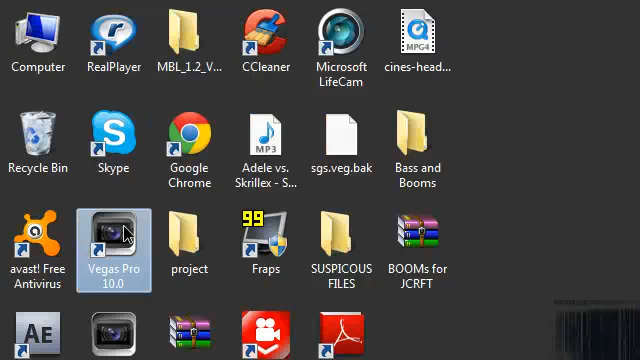 Computer
RealPlayer
MBL_1.2_V...
CCleaner
Microsoft
LifeCam
MPEG4
cines-head...
Recycle Bin
Skype
Google
Chrome
MP3
Adele vs.
Skrillex - S...
sgs.veg.bak
Bass and
Booms
avast! Free
Antivirus
Vegas Pro
10.0
project
99
Fraps
SUSPICOUS
FILES
BOOMs for
JCRFT
AE